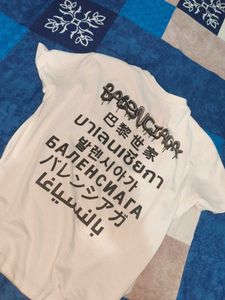 BALENCIAGA
巴黎世家
บาเลนเซียกา
발렌시아가
БАЛЕНСИАГА
バレンシアガ
بالنسياغا